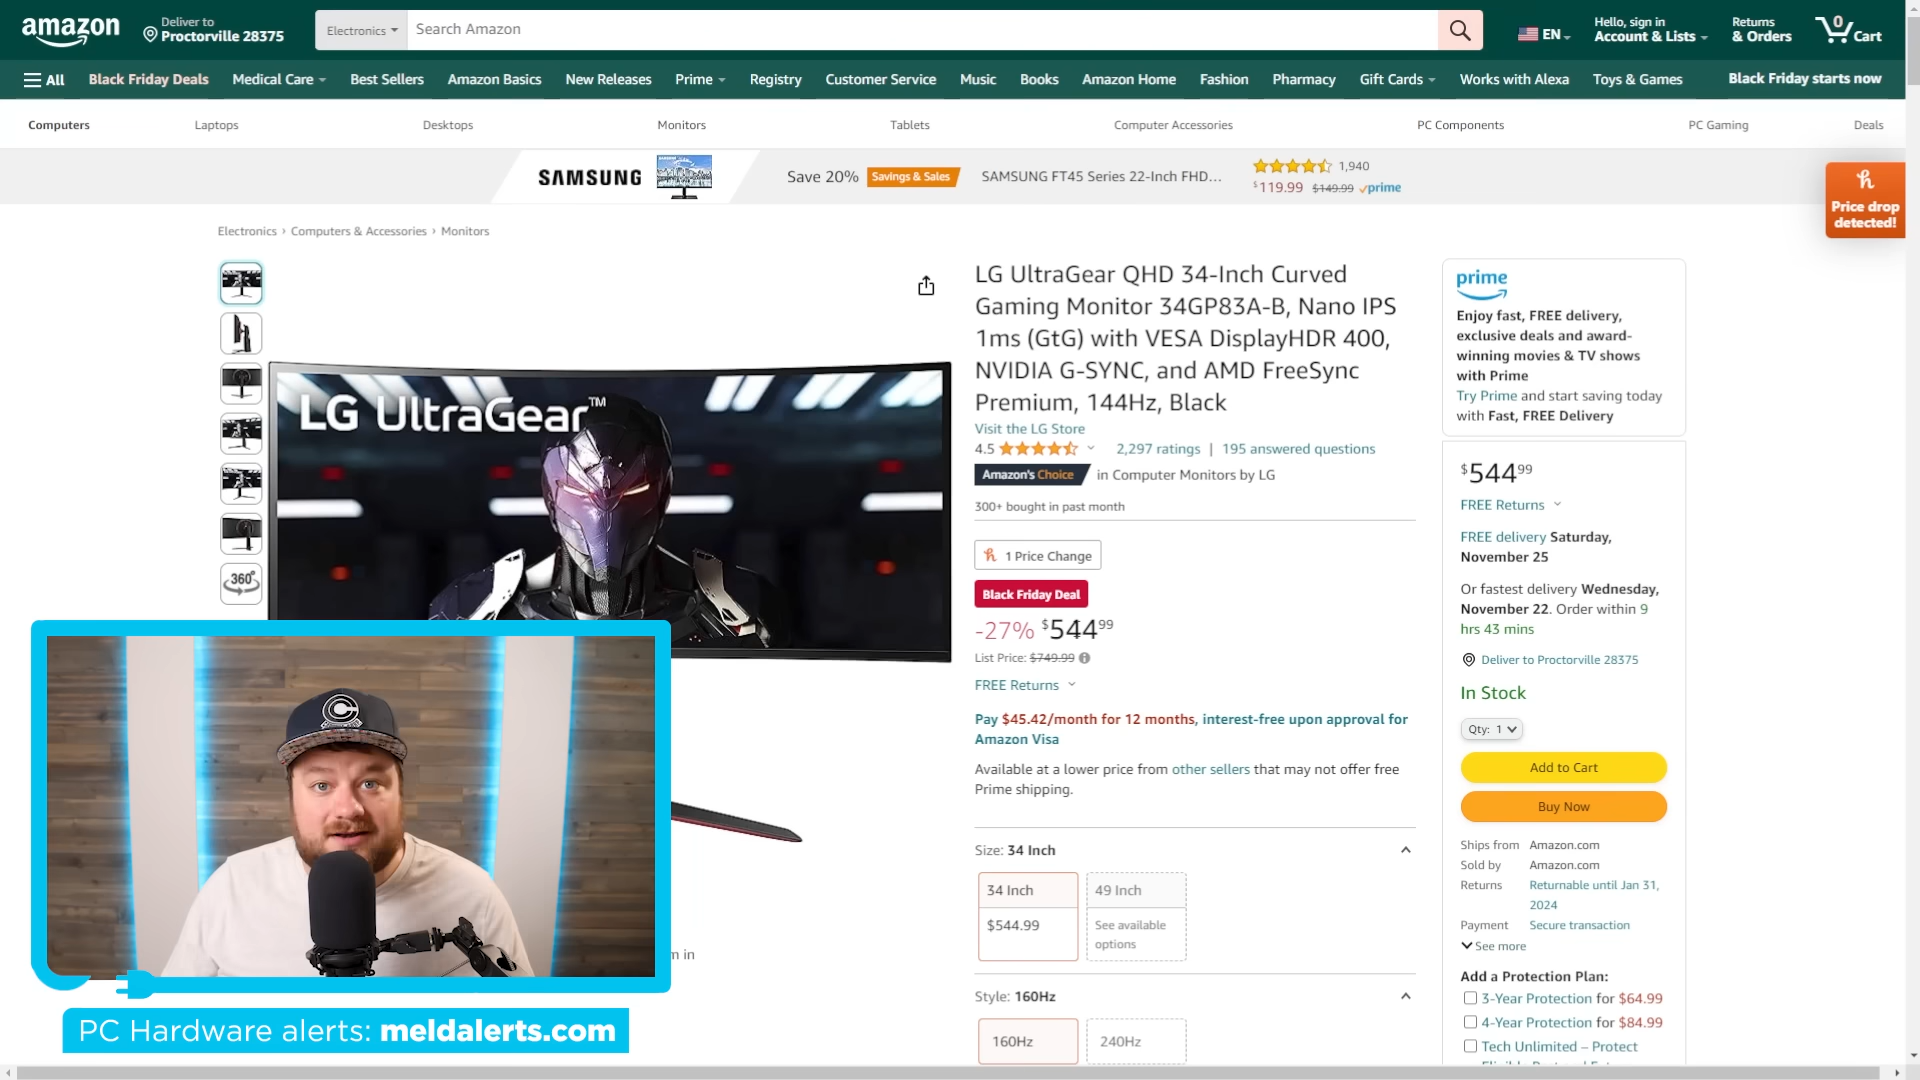 amazon
Deliver to
Proctorville 28375
Electronics
Search Amazon
EN
Hello, sign in
Account & Lists
Returns
& Orders
0
Cart
All
Black Friday Deals
Medical Care
Best Sellers
Amazon Basics
New Releases
Prime
Registry
Customer Service
Music
Books
Amazon Home
Fashion
Pharmacy
Gift Cards
Works with Alexa
Toys & Games
Black Friday starts now
Computers
Laptops
Desktops
Monitors
Tablets
Computer Accessories
PC Components
PC Gaming
Deals
SAMSUNG
Save 20%
Savings & Sales
SAMSUNG FT45 Series 22-Inch FHD...
1,940
$119.99 $149.99 prime
h
Price drop
detected!
Electronics › Computers & Accessories › Monitors
360°
LG UltraGear™
LG UltraGear QHD 34-Inch Curved
Gaming Monitor 34GP83A-B, Nano IPS
1ms (GtG) with VESA DisplayHDR 400,
NVIDIA G-SYNC, and AMD FreeSync
Premium, 144Hz, Black
Visit the LG Store
4.5
2,297 ratings | 195 answered questions
Amazon's Choice in Computer Monitors by LG
300+ bought in past month
h 1 Price Change
Black Friday Deal
-27% $544.99
List Price: $749.99
FREE Returns
Pay $45.42/month for 12 months, interest-free upon approval for
Amazon Visa
Available at a lower price from other sellers that may not offer free
Prime shipping.
Size: 34 Inch
34 Inch
$544.99
49 Inch
See available
options
Style: 160Hz
160Hz
240Hz
prime
Enjoy fast, FREE delivery,
exclusive deals and award-
winning movies & TV shows
with Prime
Try Prime and start saving today
with Fast, FREE Delivery
$544.99
FREE Returns
FREE delivery Saturday,
November 25
Or fastest delivery Wednesday,
November 22. Order within 9
hrs 43 mins
Deliver to Proctorville 28375
In Stock
Qty: 1
Add to Cart
Buy Now
Ships from Amazon.com
Sold by Amazon.com
Returns Returnable until Jan 31,
2024
Payment Secure transaction
See more
Add a Protection Plan:
3-Year Protection for $64.99
4-Year Protection for $84.99
Tech Unlimited – Protect
in
PC Hardware alerts: meldalerts.com